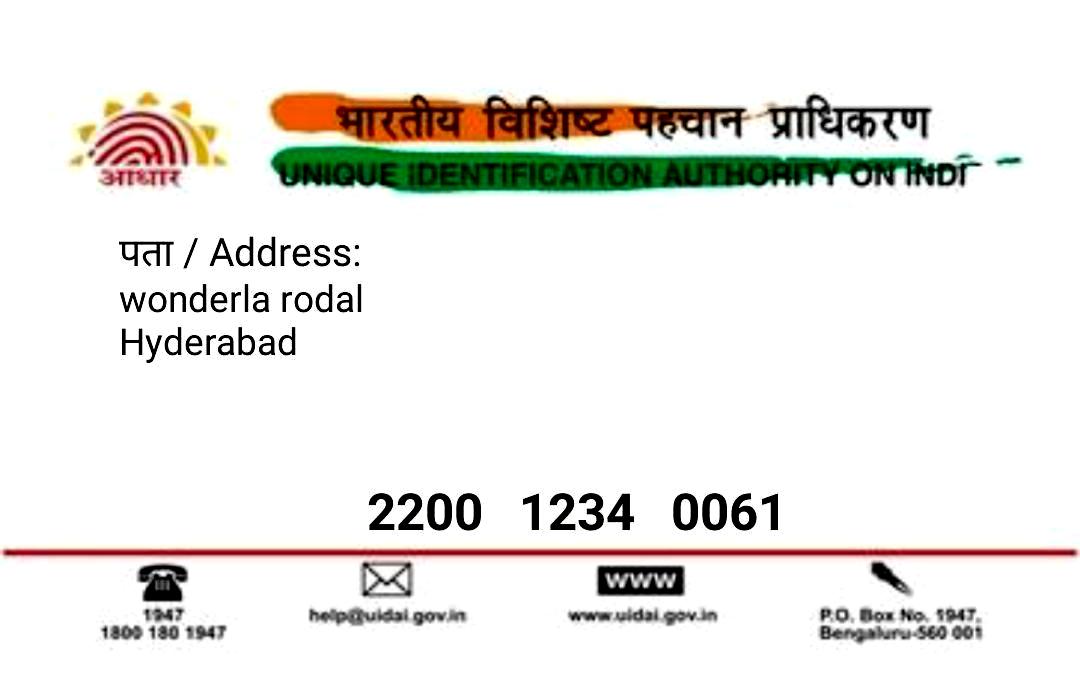 भारतीय विशिष्ट पहचान प्राधिकरण
आधार
UNIQUE IDENTIFICATION AUTHORITY ON INDI
पता / Address:
wonderla rodal
Hyderabad
2200 1234 0061
WWW
1947
1800 180 1947
help@uidai.gov.in
www.uidai.gov.in
P.O. Box No. 1947,
Bengaluru-560 001